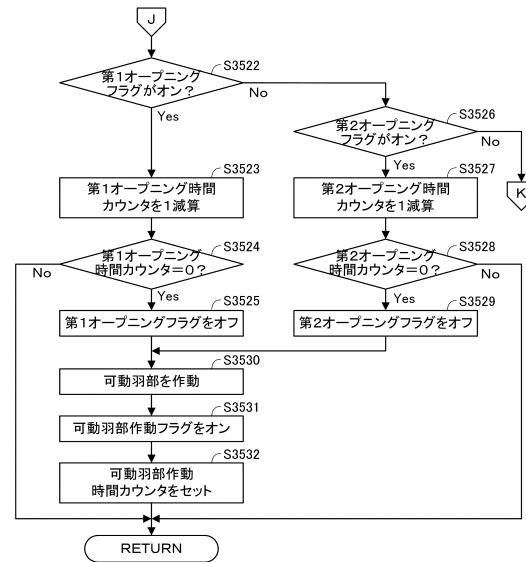 J
S3522
第1オープニング
フラグがオン？
No
Yes
S3526
第2オープニング
フラグがオン？
No
Yes
K
S3523
第1オープニング時間
カウンタを1減算
S3527
第2オープニング時間
カウンタを1減算
S3524
第1オープニング
時間カウンタ=0？
No
Yes
S3528
第2オープニング
時間カウンタ=0？
No
Yes
S3525
第1オープニングフラグをオフ
S3529
第2オープニングフラグをオフ
S3530
可動羽部を作動
S3531
可動羽部作動フラグをオン
S3532
可動羽部作動
時間カウンタをセット
RETURN